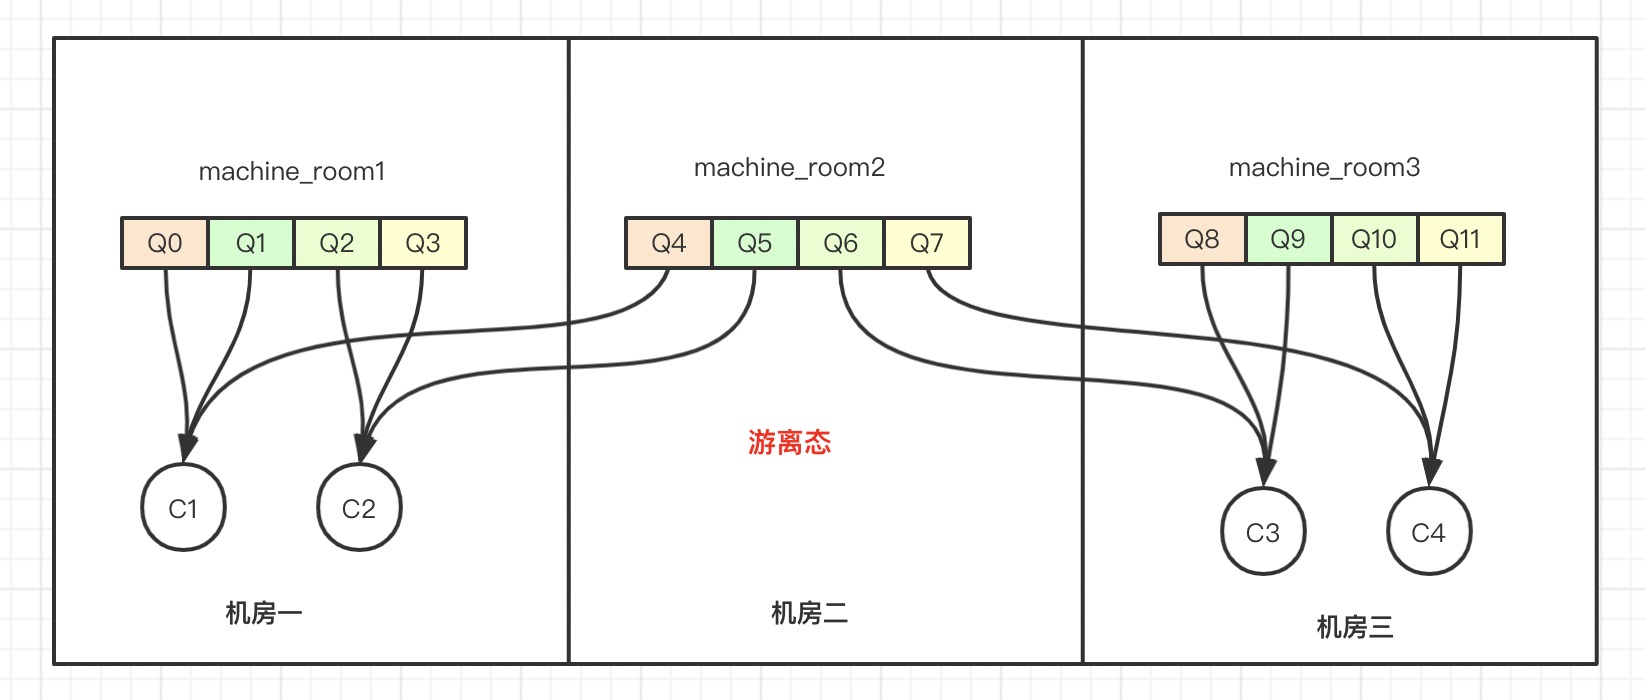 machine_room1
machine_room2
machine_room3
Q0 Q1 Q2 Q3
Q4 Q5 Q6 Q7
Q8 Q9 Q10 Q11
游离态
C1 C2
C3 C4
机房一
机房二
机房三